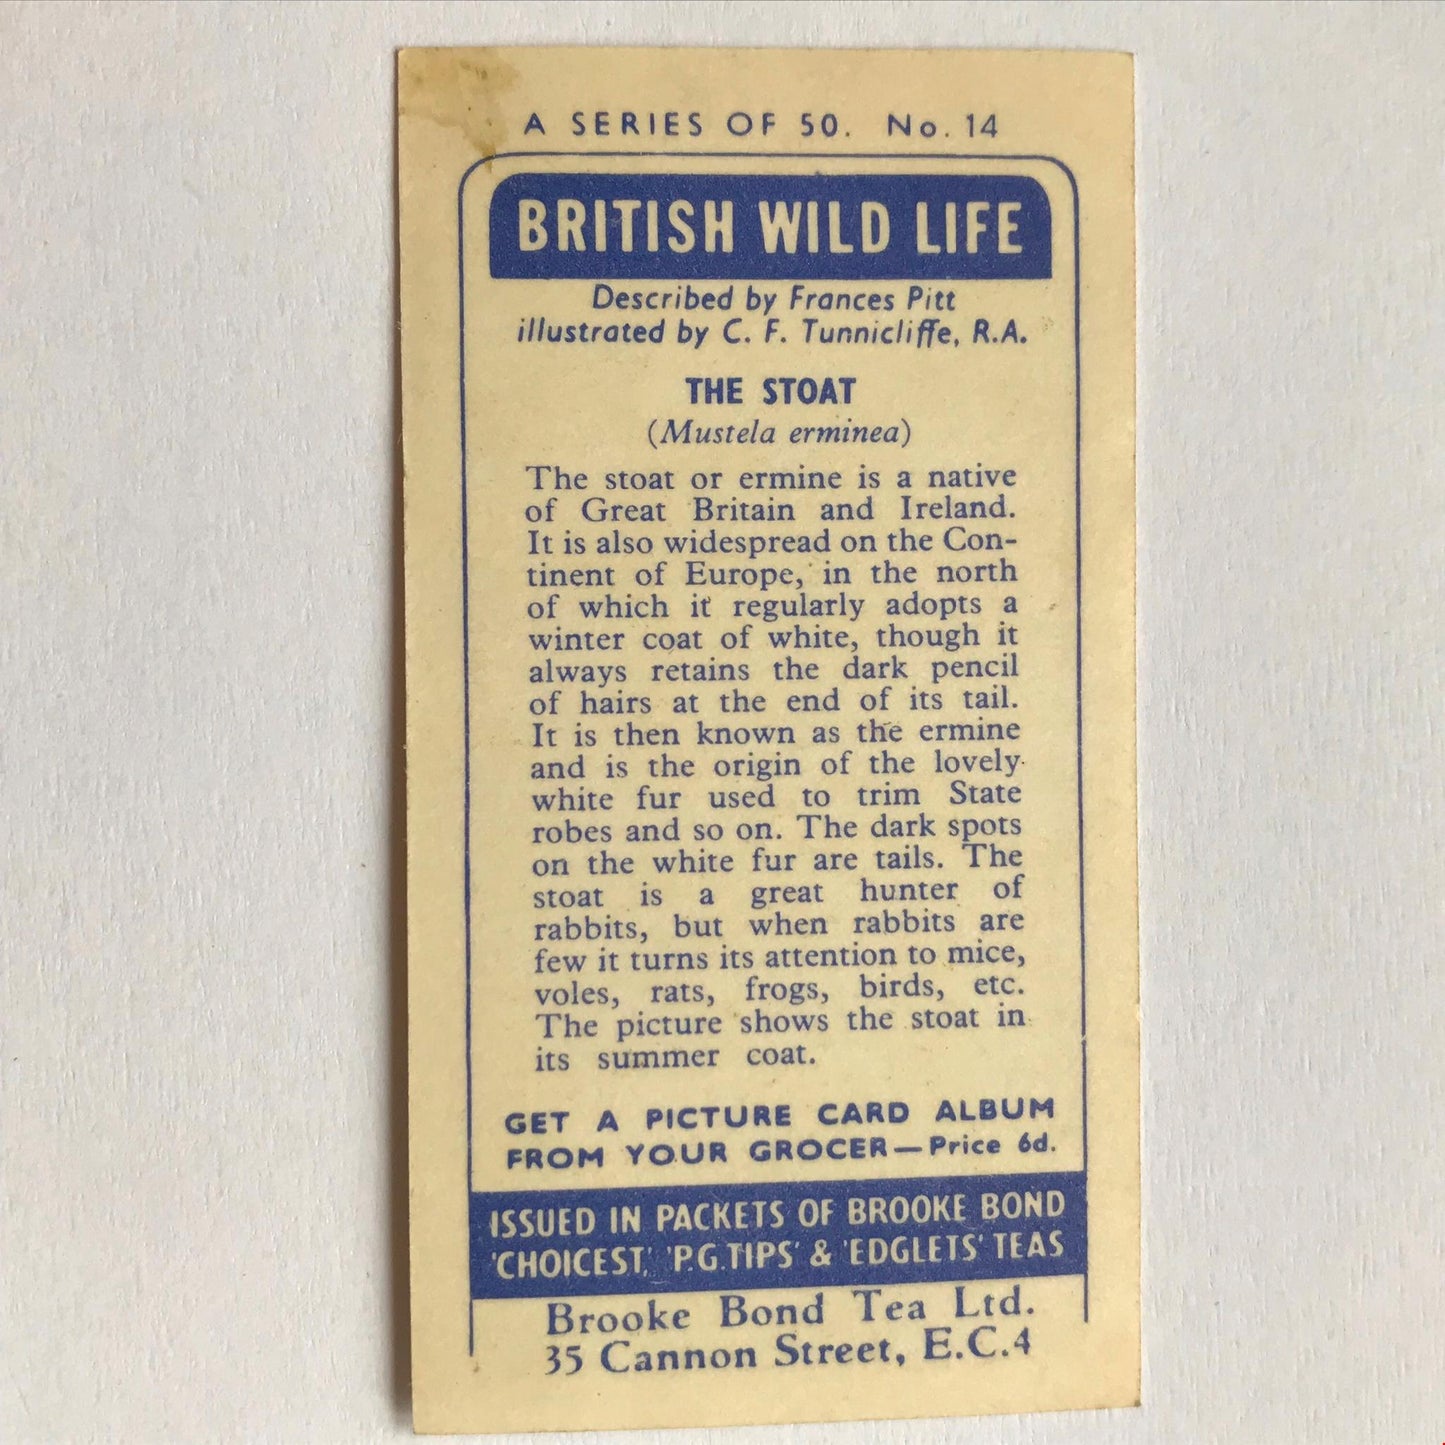 A SERIES OF 50. No. 14
BRITISH WILD LIFE
Described by Frances Pitt
illustrated by C. F. Tunnicliffe, R.A.
THE STOAT
(Mustela erminea)
The stoat or ermine is a native
of Great Britain and Ireland.
It is also widespread on the Con-
tinent of Europe, in the north
of which it regularly adopts a
winter coat of white, though it
always retains the dark pencil
of hairs at the end of its tail.
It is then known as the ermine
and is the origin of the lovely
white fur used to trim State
robes and so on. The dark spots
on the white fur are tails. The
stoat is a great hunter of
rabbits, but when rabbits are
few it turns its attention to mice,
voles, rats, frogs, birds, etc.
The picture shows the stoat in
its summer coat.
GET A PICTURE CARD ALBUM
FROM YOUR GROCER—Price 6d.
ISSUED IN PACKETS OF BROOKE BOND
'CHOICEST', 'P.G.TIPS' & 'EDGLETS' TEAS
Brooke Bond Tea Ltd.
35 Cannon Street, E.C.4